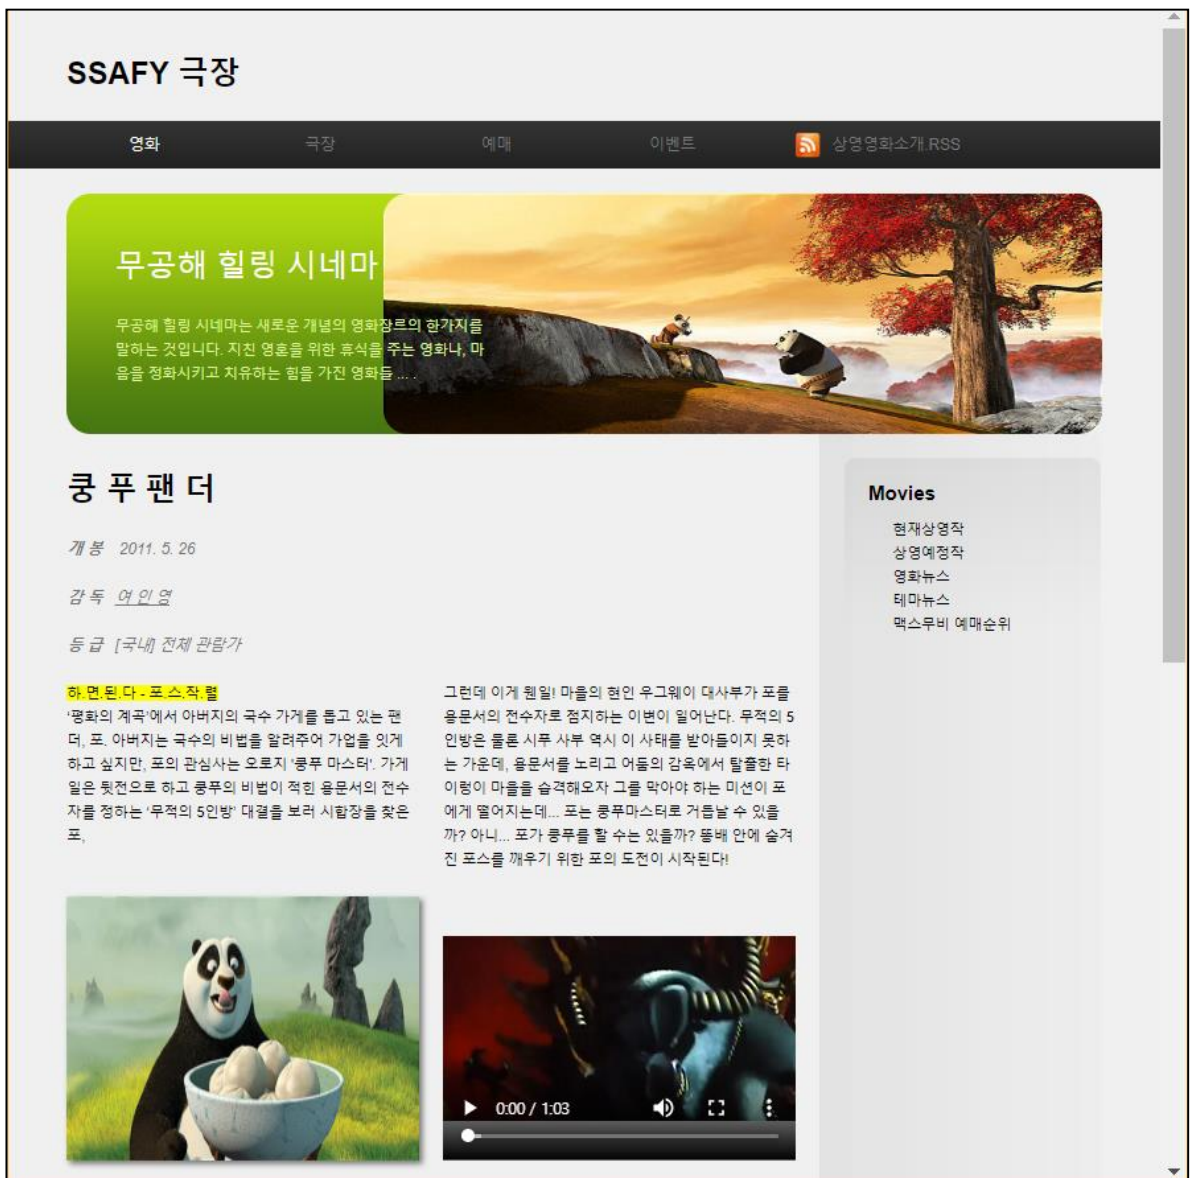 SSAFY 극장
영화 극장 예매 이벤트 상영영화소개.RSS
무공해 힐링 시네마
무공해 힐링 시네마는 새로운 개념의 영화장르의 한가지를
말하는 것입니다. 지친 영혼을 위한 휴식을 주는 영화나, 마
음을 정화시키고 치유하는 힘을 가진 영화들 ... .
쿵 푸 팬 더
개 봉 2011. 5. 26
감 독 여 인 영
등 급 [국내] 전체 관람가
하.면.된.다 - 포.스.작.렬
‘평화의 계곡’에서 아버지의 국수 가게를 돕고 있는 팬
더, 포. 아버지는 국수의 비법을 알려주어 가업을 잇게
하고 싶지만, 포의 관심사는 오로지 '쿵푸 마스터'. 가게
일은 뒷전으로 하고 쿵푸의 비법이 적힌 용문서의 전수
자를 정하는 ‘무적의 5인방’ 대결을 보러 시합장을 찾은
포,
그런데 이게 웬일! 마을의 현인 우그웨이 대사부가 포를
용문서의 전수자로 점지하는 이변이 일어난다. 무적의 5
인방은 물론 시푸 사부 역시 이 사태를 받아들이지 못하
는 가운데, 용문서를 노리고 어둠의 감옥에서 탈출한 타
이렁이 마을을 습격해오자 그를 막아야 하는 미션이 포
에게 떨어지는데... 포는 쿵푸마스터로 거듭날 수 있을
까? 아니... 포가 쿵푸를 할 수는 있을까? 똥배 안에 숨겨
진 포스를 깨우기 위한 포의 도전이 시작된다!
0:00 / 1:03
Movies
현재상영작
상영예정작
영화뉴스
테마뉴스
맥스무비 예매순위